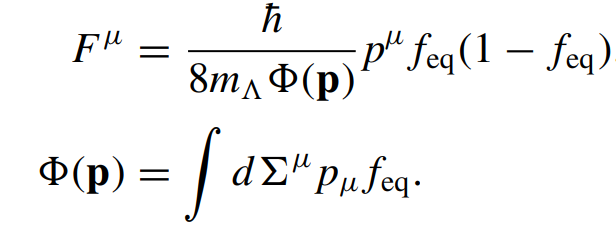 F^μ = ħ / (8m_Λ Φ(p)) p^μ f_eq(1 − f_eq)
Φ(p) = ∫ dΣ^μ p_μ f_eq.